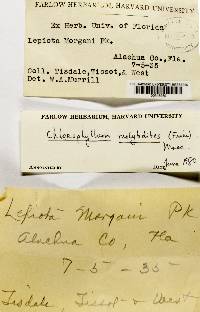 FARLOW HERBARIUM, HARVARD UNIVERSITY
Ex Herb. Univ. of Florida
Lepiota Morgani Pk.
Alachua Co., Fla.
7-5-35
Coll. Tisdale, Tissot, & West
Det. W.A. Murrill
FARLOW HERBARIUM, HARVARD UNIVERSITY
Chlorophyllum molybdites (
Mass.
ANNOTATED BY
June 1980
Lepiota Morgani Pk
Alachua Co, Fla
7-5-35
Tisdale, Tissot & West